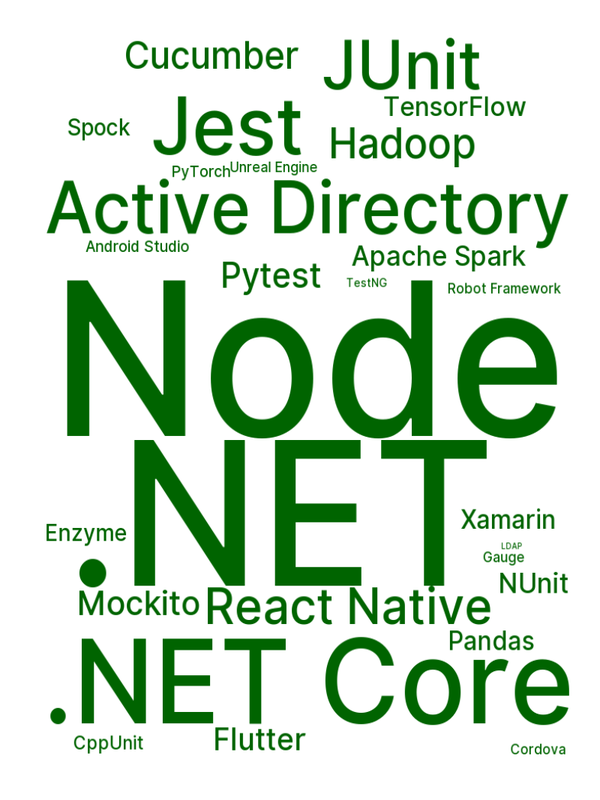 Cucumber
JUnit
TensorFlow
Spock
Jest
Hadoop
PyTorch
Unreal Engine
Active Directory
Android Studio
Apache Spark
Pytest
TestNG
Robot Framework
Node
.NET
Xamarin
Enzyme
LDAP
Gauge
NUnit
Mockito
React Native
Pandas
.NET Core
CppUnit
Flutter
Cordova